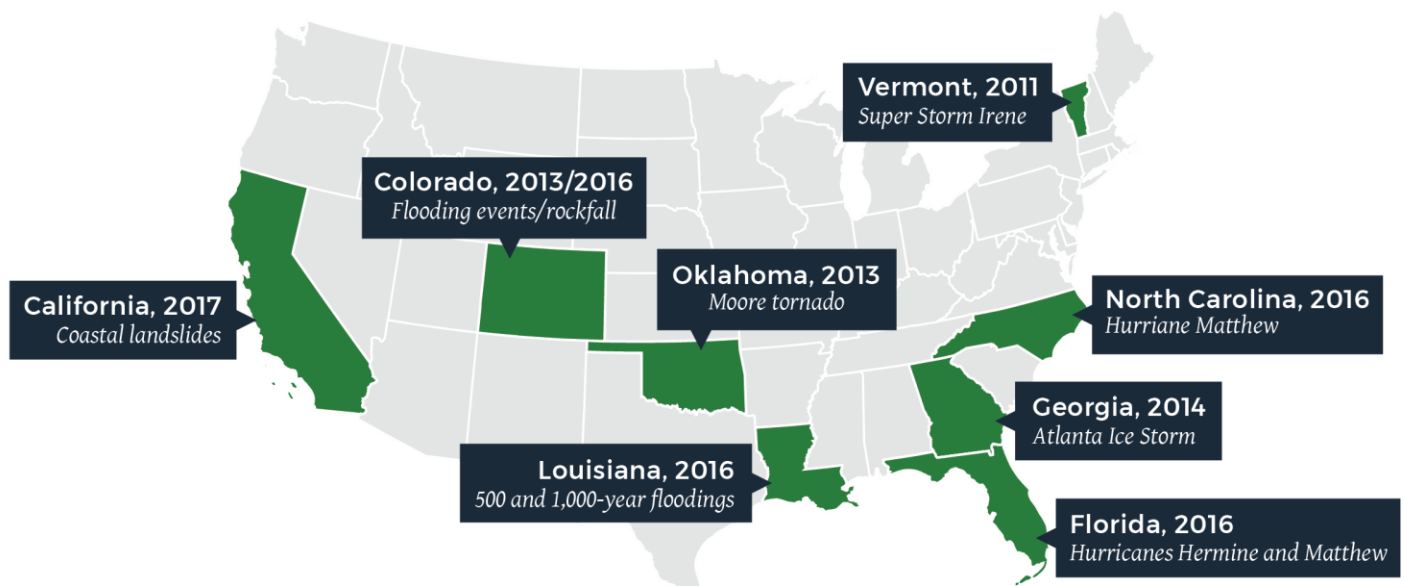 Vermont, 2011
Super Storm Irene
Colorado, 2013/2016
Flooding events/rockfall
Oklahoma, 2013
Moore tornado
California, 2017
Coastal landslides
North Carolina, 2016
Hurriane Matthew
Georgia, 2014
Atlanta Ice Storm
Louisiana, 2016
500 and 1,000-year floodings
Florida, 2016
Hurricanes Hermine and Matthew